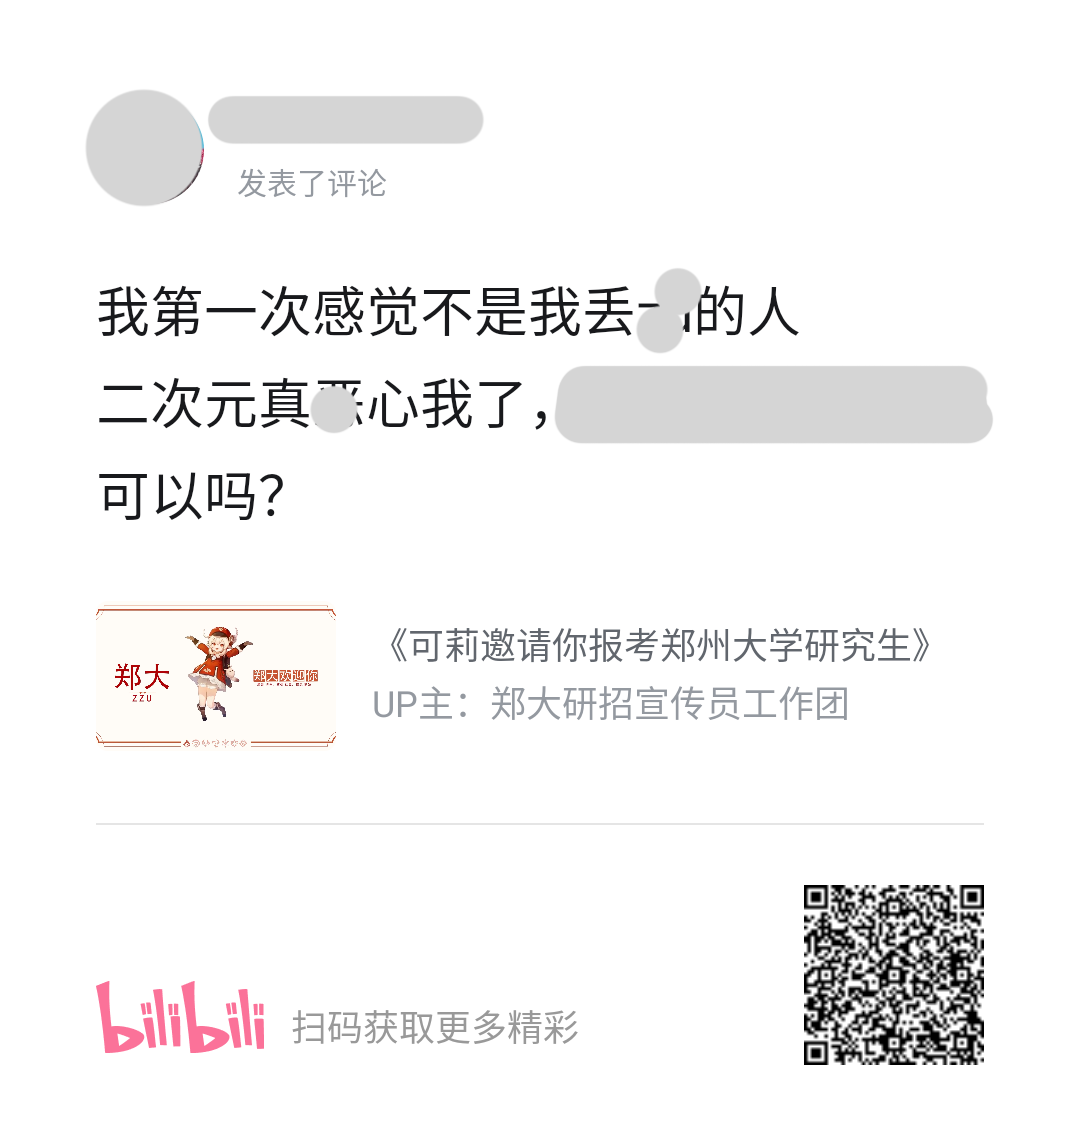 发表了评论
我第一次感觉不是我丢的人
二次元真心我了，
可以吗？
郑大
ZZU
郑大欢迎你
《可莉邀请你报考郑州大学研究生》
UP主：郑大研招宣传员工作团
bilibili
扫码获取更多精彩